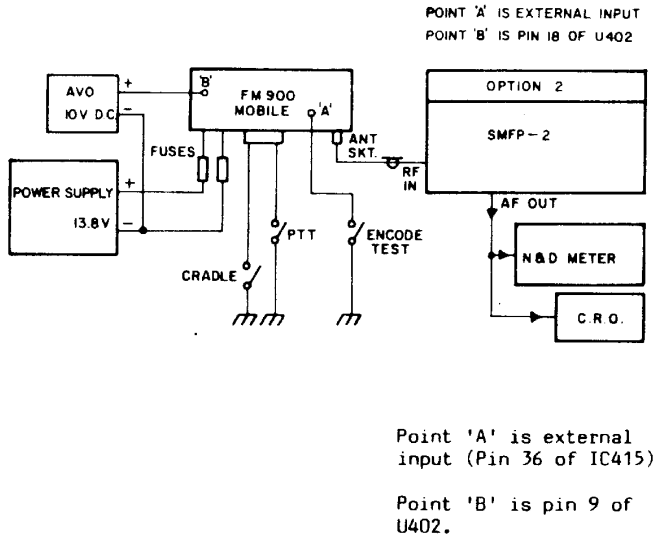 POINT 'A' IS EXTERNAL INPUT
POINT 'B' IS PIN 18 OF U402
AVO
10V D.C.
+
-
'B'
FM 900
MOBILE
'A'
OPTION 2
SMFP-2
ANT
SKT.
RF
IN
FUSES
POWER SUPPLY
+
13.8V
-
AF OUT
PTT
ENCODE
TEST
CRADLE
N&D METER
C.R.O.
Point 'A' is external
input (Pin 36 of IC415)
Point 'B' is pin 9 of
U402.